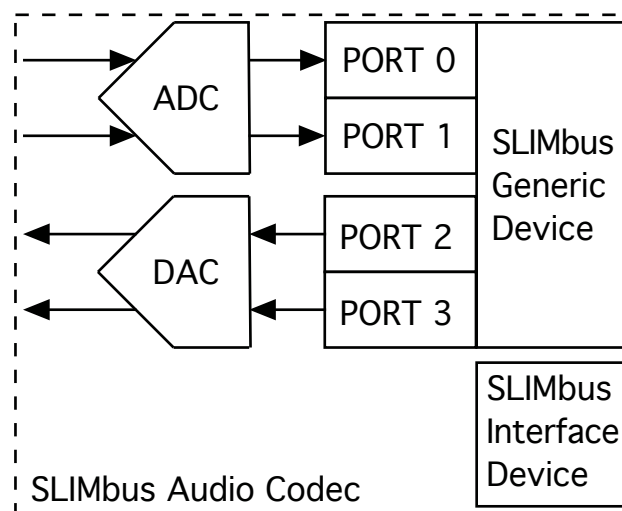 PORT 0
ADC
PORT 1
SLIMbus
Generic
Device
PORT 2
DAC
PORT 3
SLIMbus
Interface
Device
SLIMbus Audio Codec